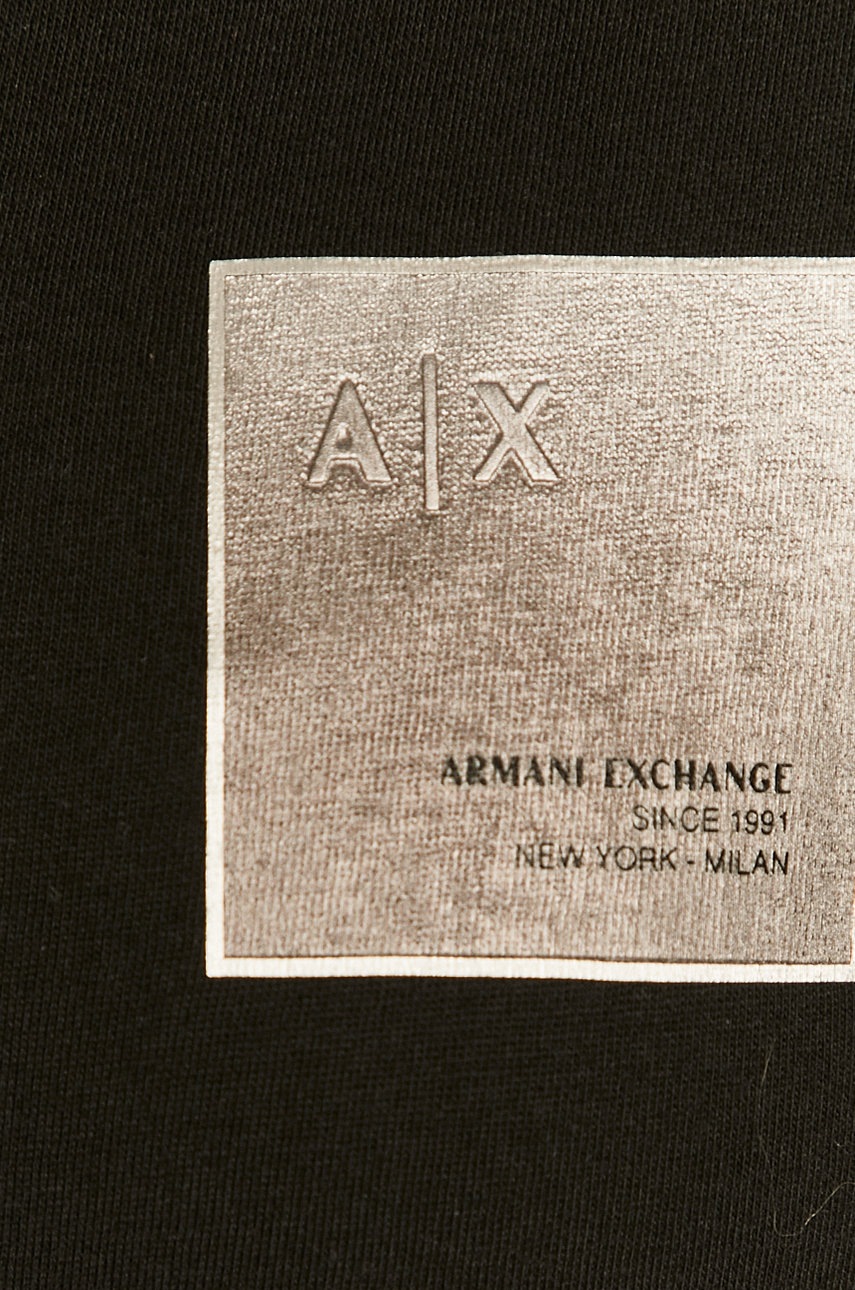 A|X
ARMANI EXCHANGE
SINCE 1991
NEW YORK - MILAN